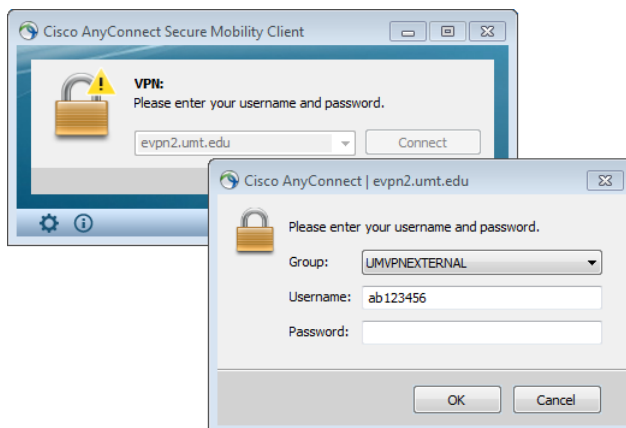 Cisco AnyConnect Secure Mobility Client
VPN:
Please enter your username and password.
evpn2.umt.edu
Connect
Cisco AnyConnect | evpn2.umt.edu
Please enter your username and password.
Group: UMVPNEXTERNAL
Username: ab123456
Password:
OK Cancel